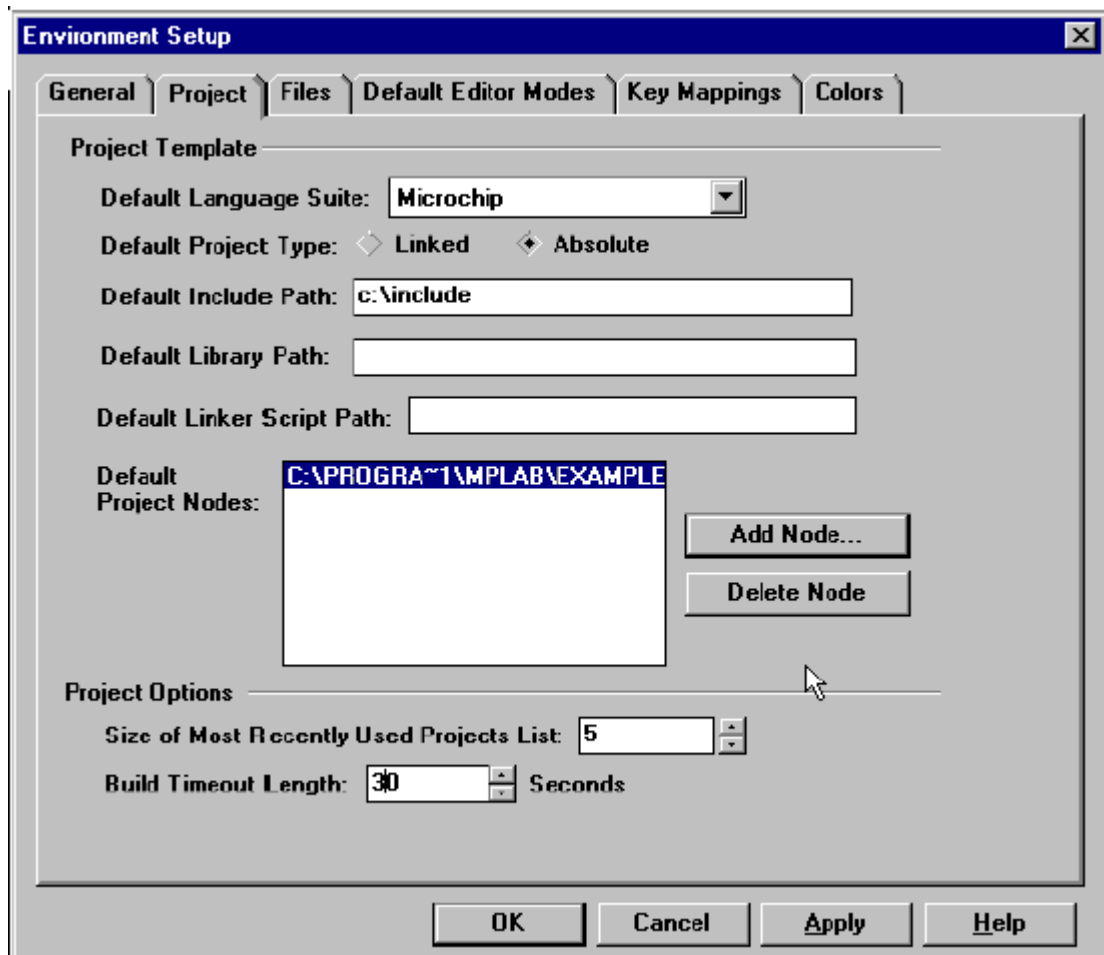 Environment Setup
General Project Files Default Editor Modes Key Mappings Colors
Project Template
Default Language Suite: Microchip
Default Project Type: Linked Absolute
Default Include Path: c:\include
Default Library Path:
Default Linker Script Path:
Default
Project Nodes:
C:\PROGRA~1\MPLAB\EXAMPLE
Add Node...
Delete Node
Project Options
Size of Most Recently Used Projects List: 5
Build Timeout Length: 30 Seconds
OK Cancel Apply Help